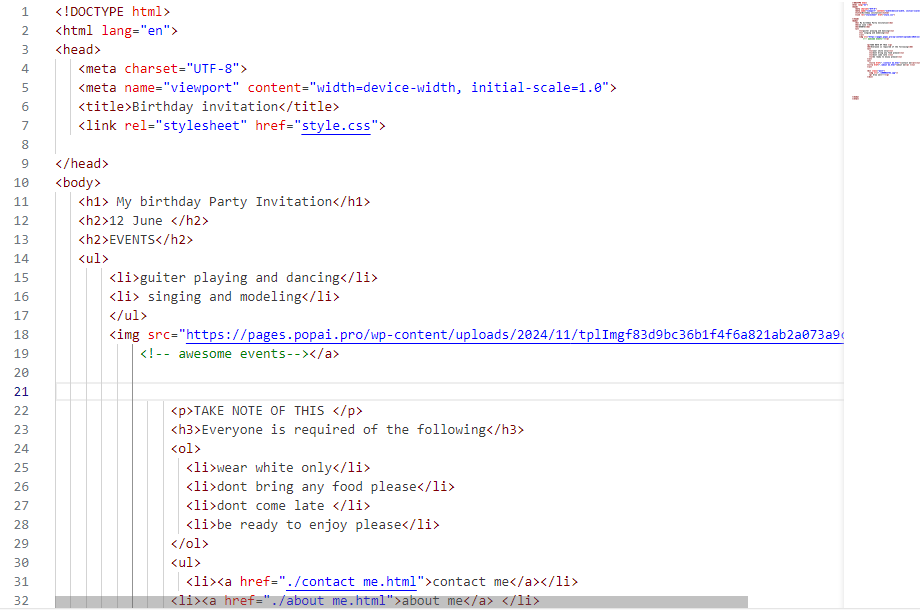 1 <!DOCTYPE html>
2 <html lang="en">
3 <head>
4 <meta charset="UTF-8">
5 <meta name="viewport" content="width=device-width, initial-scale=1.0">
6 <title>Birthday invitation</title>
7 <link rel="stylesheet" href="style.css">
8
9 </head>
10 <body>
11 <h1> My birthday Party Invitation</h1>
12 <h2>12 June </h2>
13 <h2>EVENTS</h2>
14 <ul>
15 <li>guiter playing and dancing</li>
16 <li> singing and modeling</li>
17 </ul>
18 <img src="https://pages.popai.pro/wp-content/uploads/2024/11/tplImgf83d9bc36b1f4f6a821ab2a073a9
19 <!-- awesome events--></a>
20
21
22 <p>TAKE NOTE OF THIS </p>
23 <h3>Everyone is required of the following</h3>
24 <ol>
25 <li>wear white only</li>
26 <li>dont bring any food please</li>
27 <li>dont come late </li>
28 <li>be ready to enjoy please</li>
29 </ol>
30 <ul>
31 <li><a href="./contact me.html">contact me</a></li>
32 <li><a href="./about me.html">about me</a> </li>